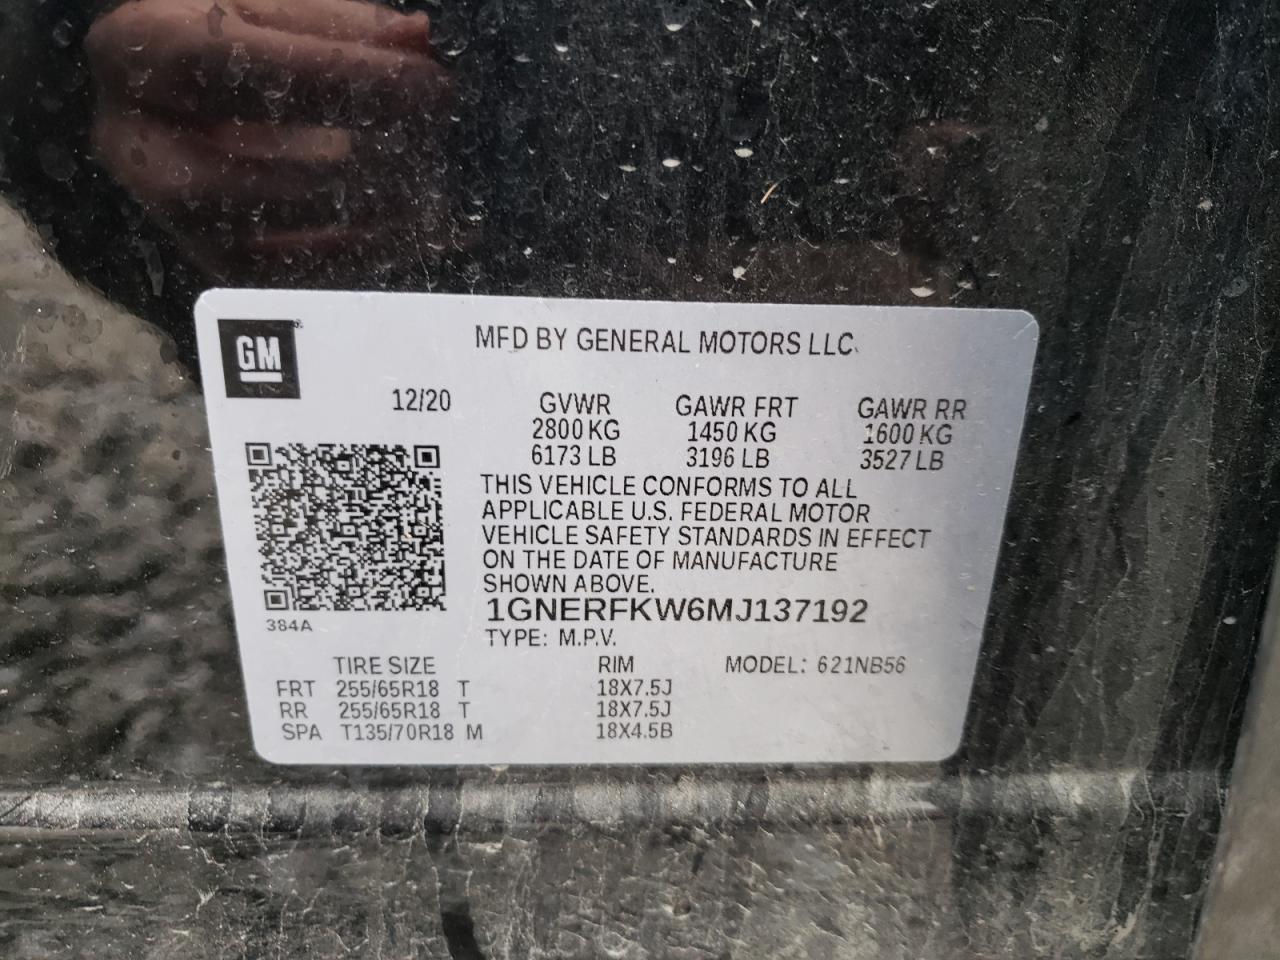 GM
MFD BY GENERAL MOTORS LLC
12/20
GVWR GAWR FRT GAWR RR
2800 KG 1450 KG 1600 KG
6173 LB 3196 LB 3527 LB
THIS VEHICLE CONFORMS TO ALL
APPLICABLE U.S. FEDERAL MOTOR
VEHICLE SAFETY STANDARDS IN EFFECT
ON THE DATE OF MANUFACTURE
SHOWN ABOVE.
1GNERFKW6MJ137192
384A
TYPE: M.P.V.
TIRE SIZE RIM MODEL: 621NB56
FRT 255/65R18 T 18X7.5J
RR 255/65R18 T 18X7.5J
SPA T135/70R18 M 18X4.5B